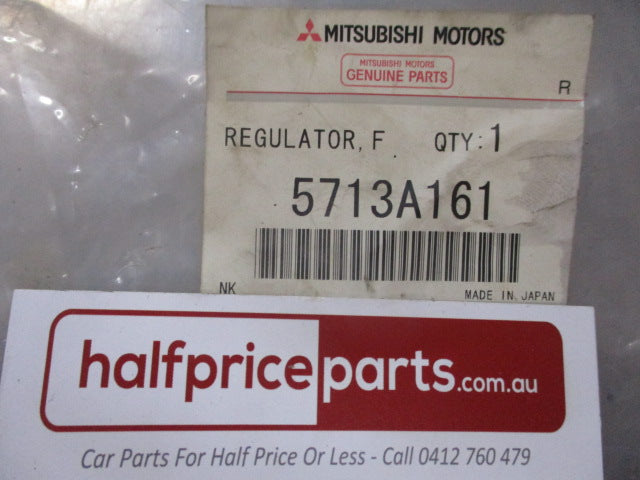 MITSUBISHI MOTORS
MITSUBISHI MOTORS
GENUINE PARTS
R
REGULATOR, F. QTY:1
5713A161
NK MADE IN JAPAN
halfpriceparts.com.au
Car Parts For Half Price Or Less - Call 0412 760 479